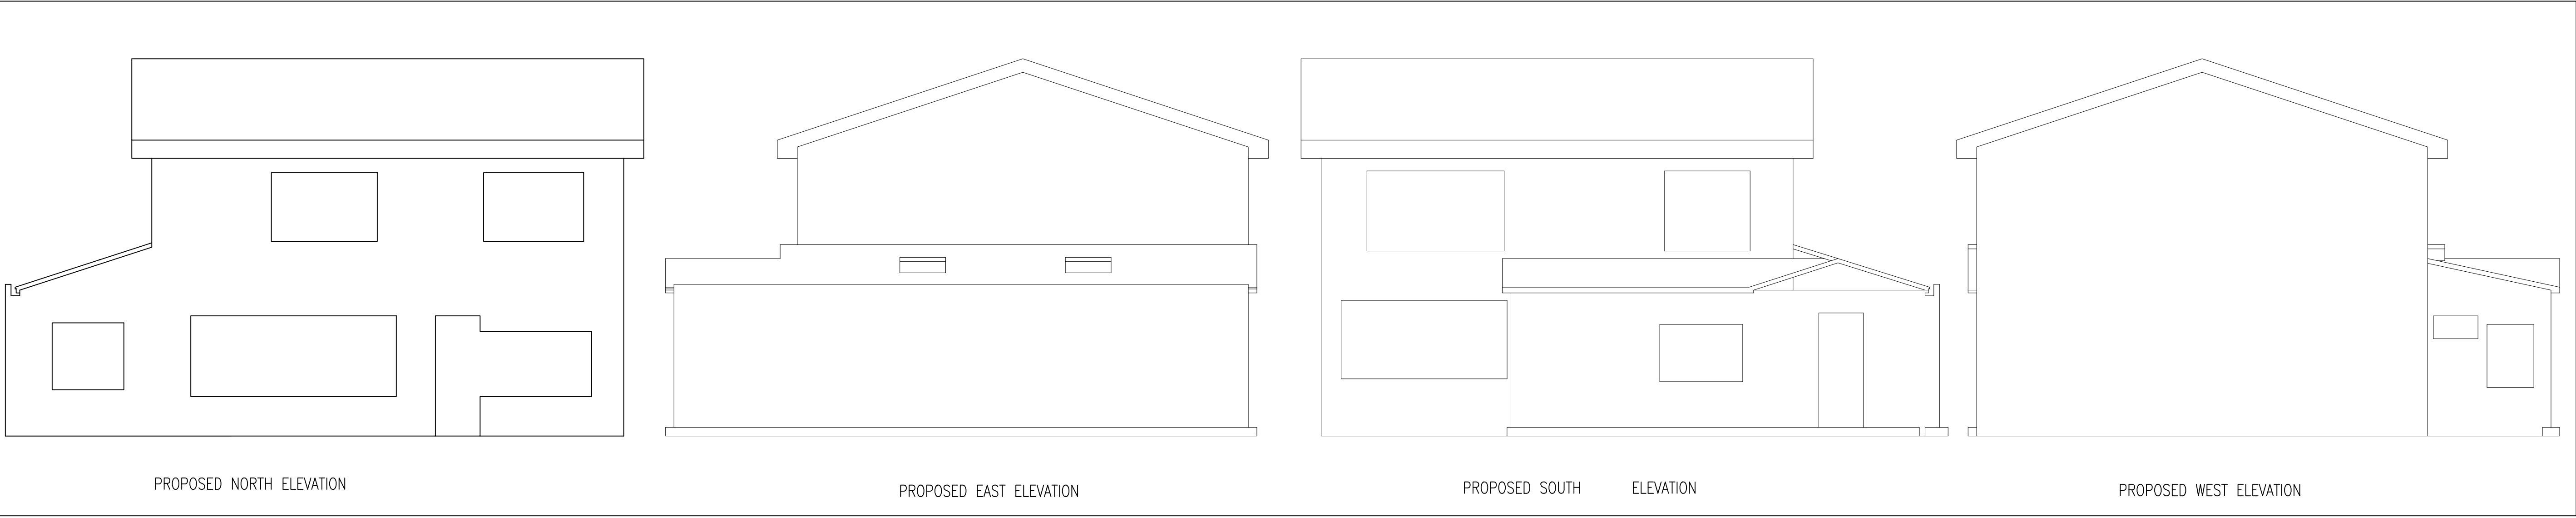 PROPOSED NORTH ELEVATION
PROPOSED EAST ELEVATION
PROPOSED SOUTH ELEVATION
PROPOSED WEST ELEVATION